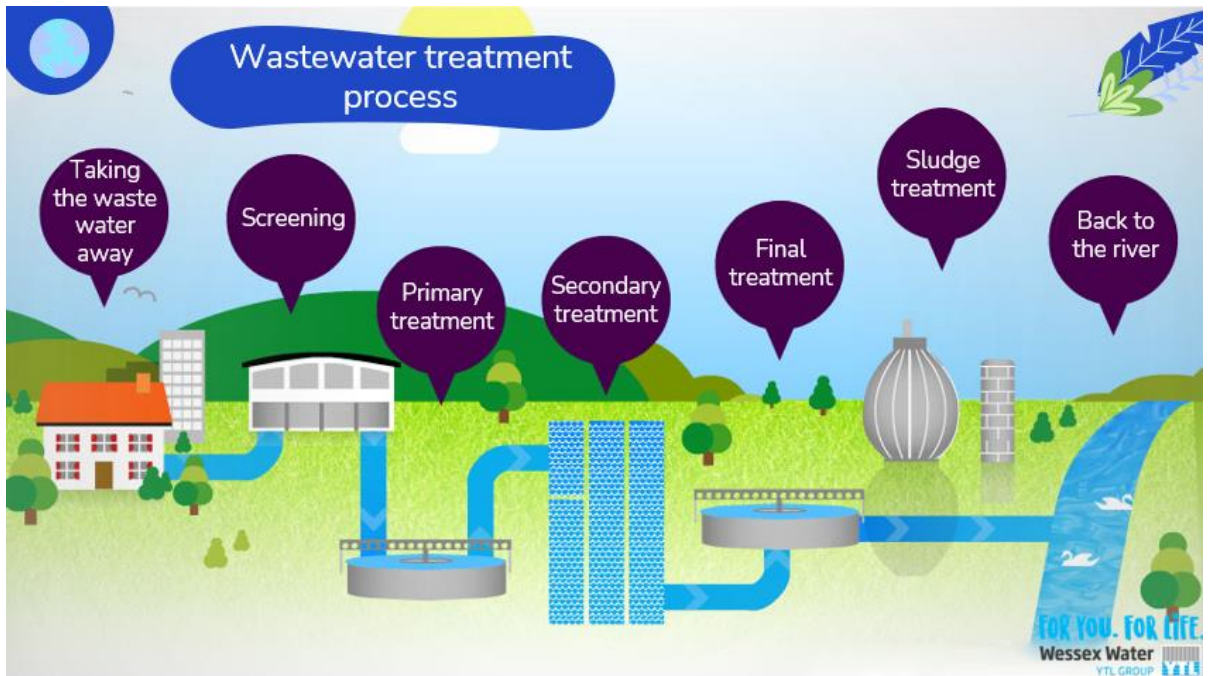 Wastewater treatment
process
Taking
the waste
water
away
Screening
Primary
treatment
Secondary
treatment
Final
treatment
Sludge
treatment
Back to
the river
FOR YOU. FOR LIFE.
Wessex Water
YTL GROUP
YTL